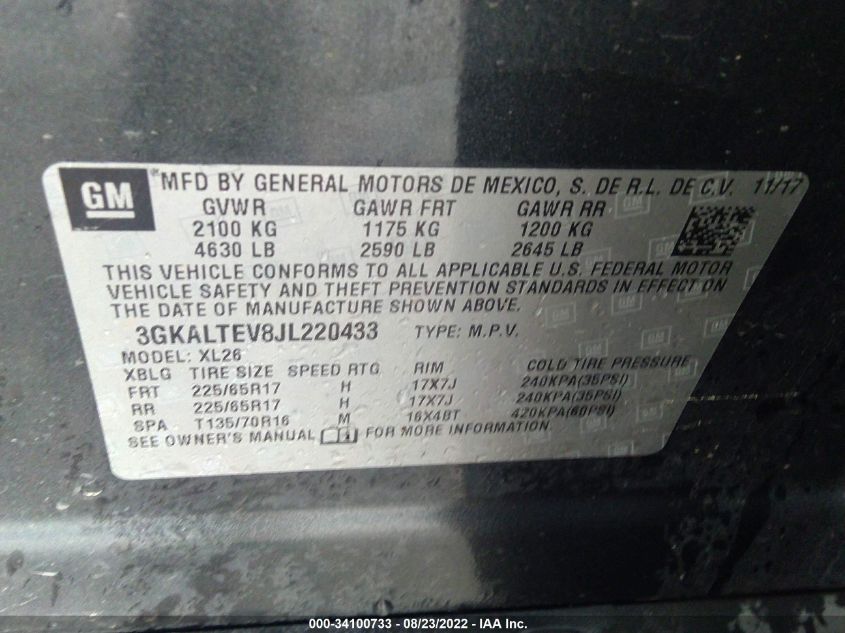 GM ®MFD BY GENERAL MOTORS DE MEXICO, S. DE R.L. DE C.V. 11/17
GVWR GAWR FRT GAWR RR
2100 KG 1175 KG 1200 KG
4630 LB 2590 LB 2645 LB
THIS VEHICLE CONFORMS TO ALL APPLICABLE U.S. FEDERAL MOTOR
VEHICLE SAFETY AND THEFT PREVENTION STANDARDS IN EFFECT ON
THE DATE OF MANUFACTURE SHOWN ABOVE.
3GKALTEV8JL220433 TYPE: M.P.V.
MODEL: XL26
XBLG TIRE SIZE SPEED RTG RIM COLD TIRE PRESSURE
FRT 225/65R17 H 17X7J 240KPA(35PSI)
RR 225/65R17 H 17X7J 240KPA(35PSI)
SPA T135/70R16 M 16X4BT 420KPA(60PSI)
SEE OWNER'S MANUAL FOR MORE INFORMATION.
000-34100733 - 08/23/2022 - IAA Inc.